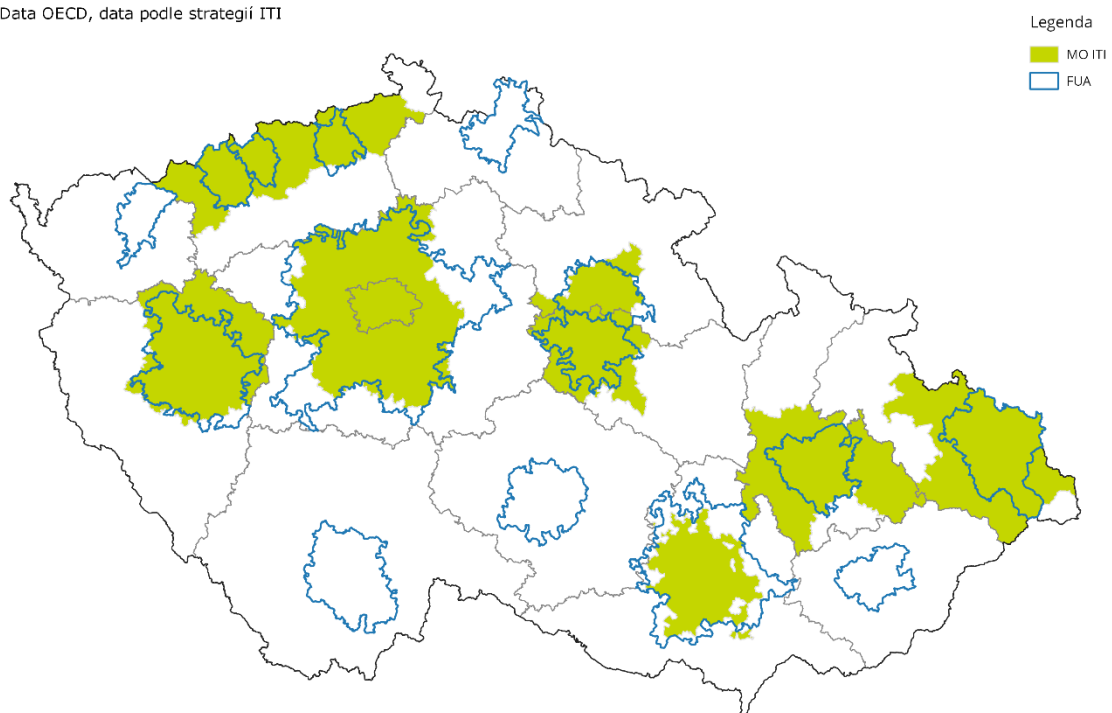 Data OECD, data podle strategií ITI
Legenda
MO ITI
FUA